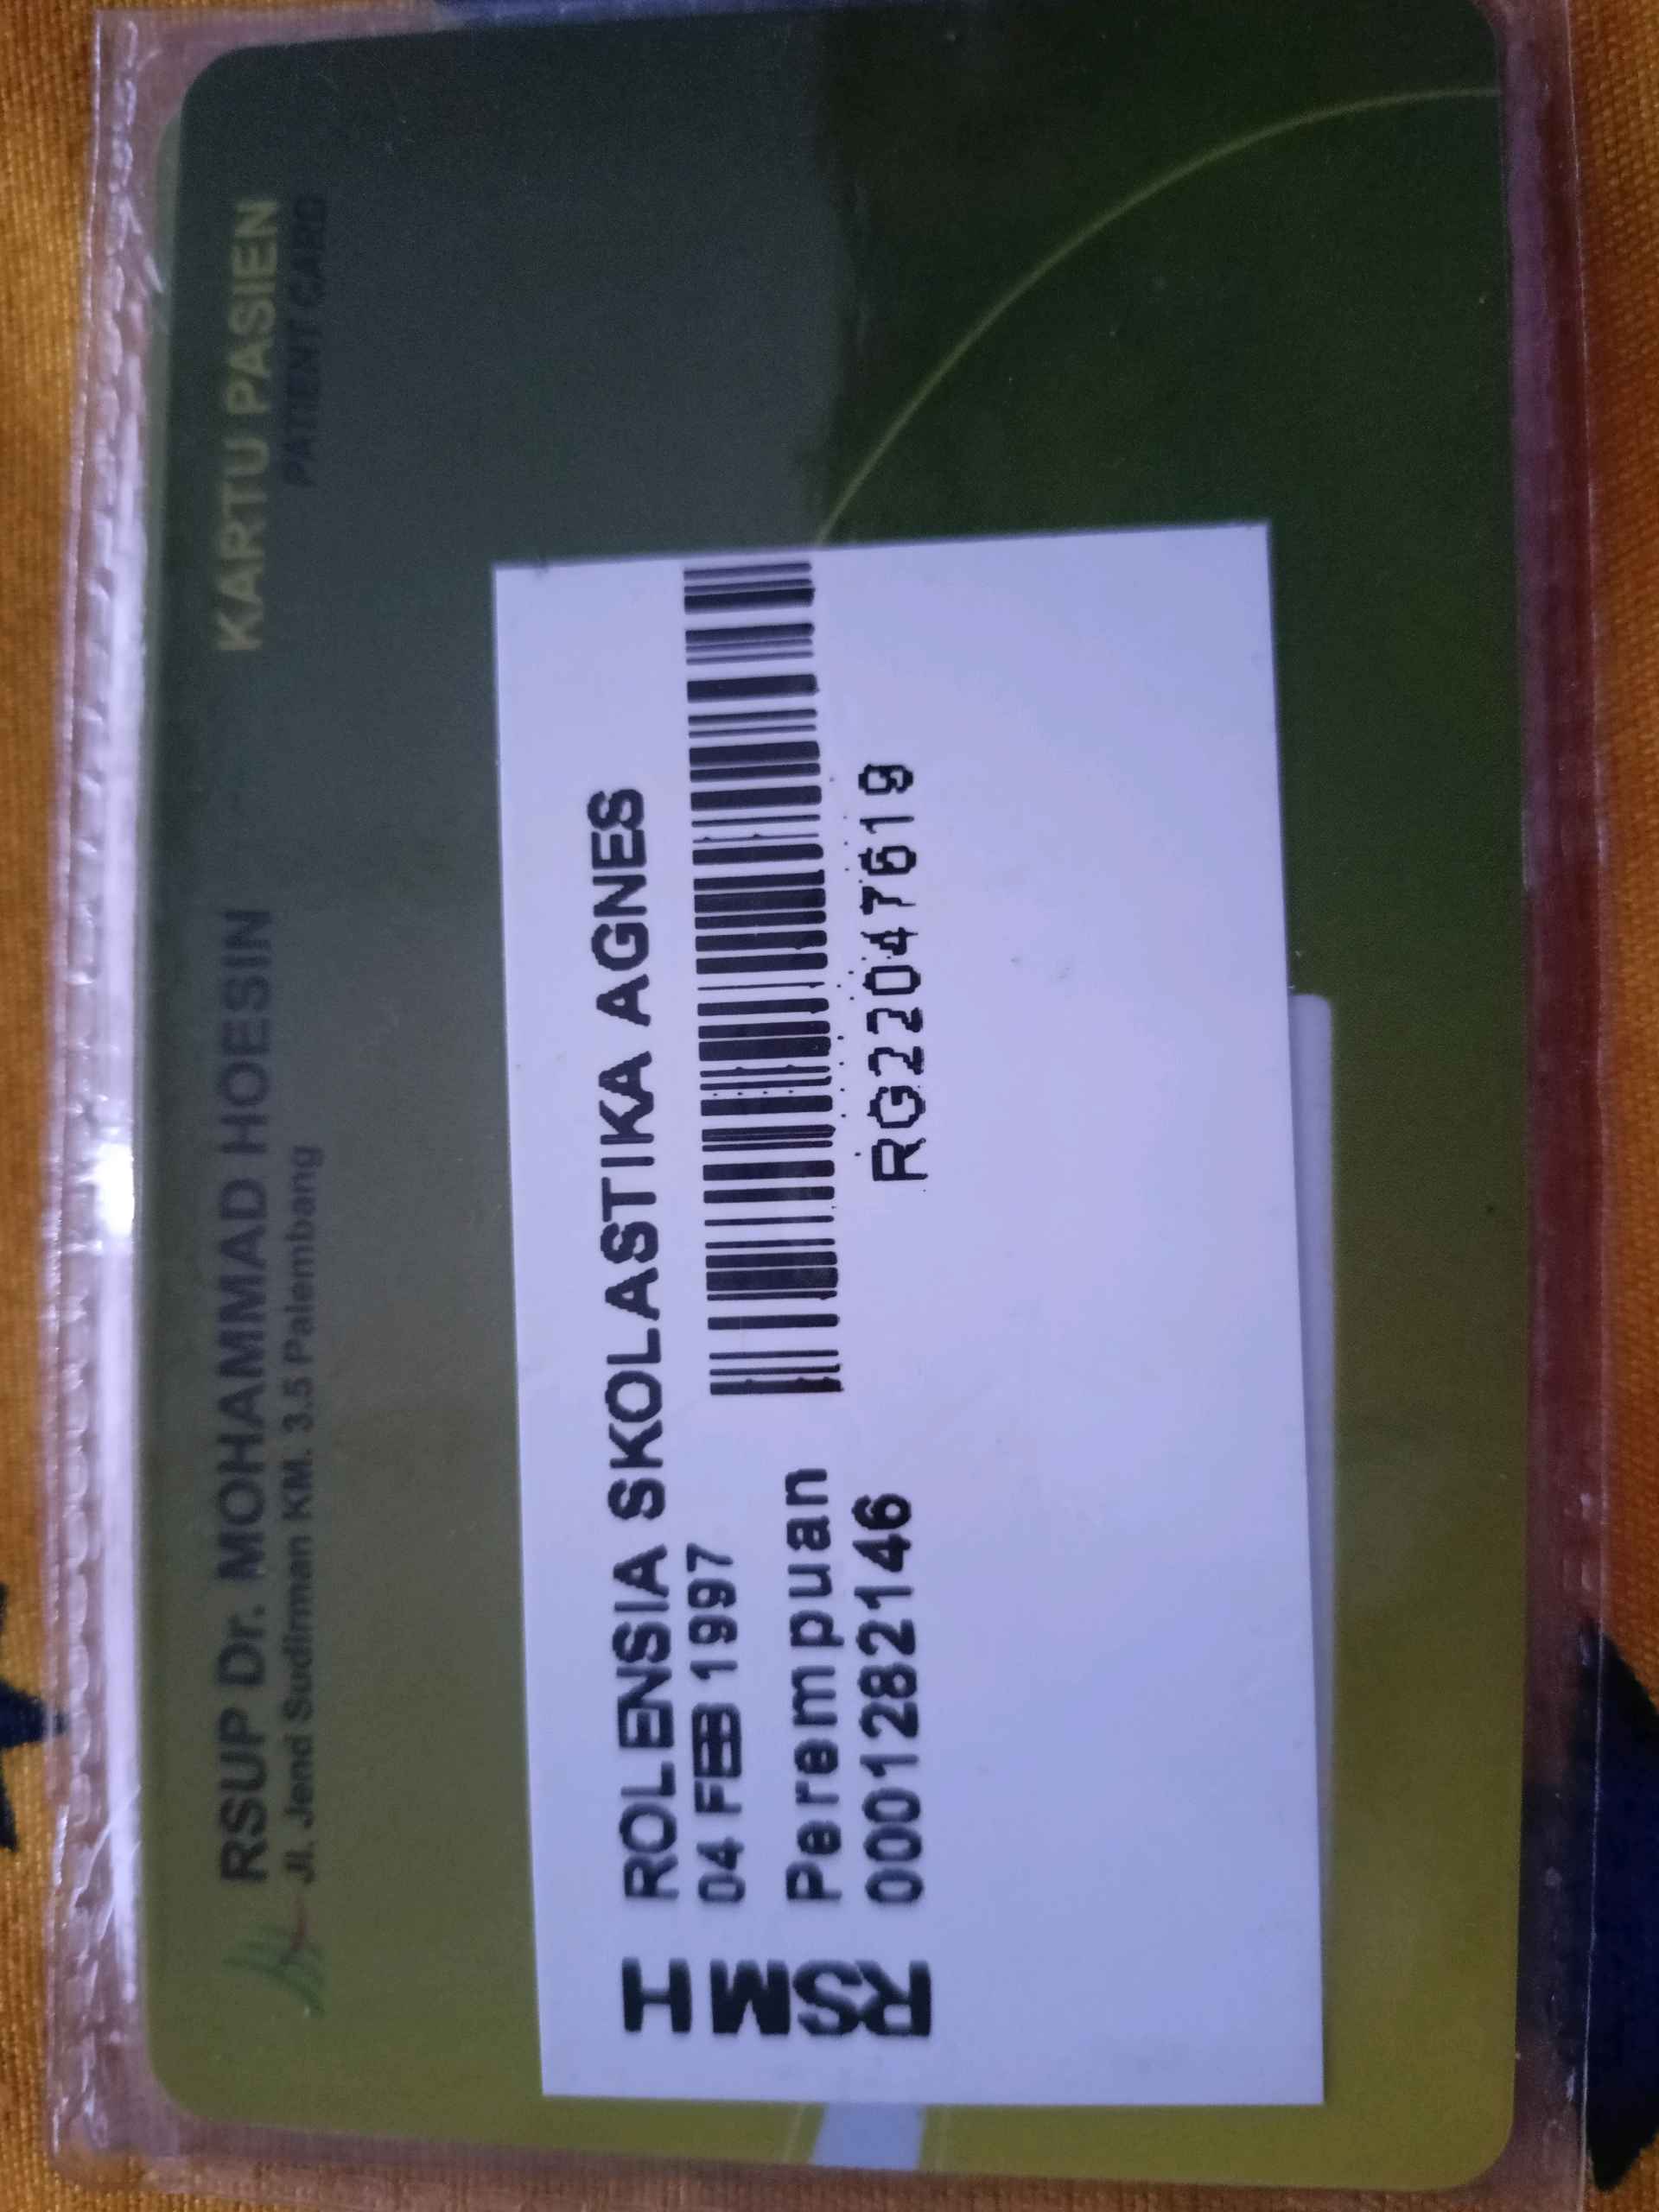 RSUP Dr. MOHAMMAD HOESIN
Jl. Jend Sudirman KM. 3.5 Palembang
KARTU PASIEN
PATIENT CARD
RSMH
ROLENSIA SKOLASTIKA AGNES
04 FEB 1997
Perempuan
0001282146
RG22047619